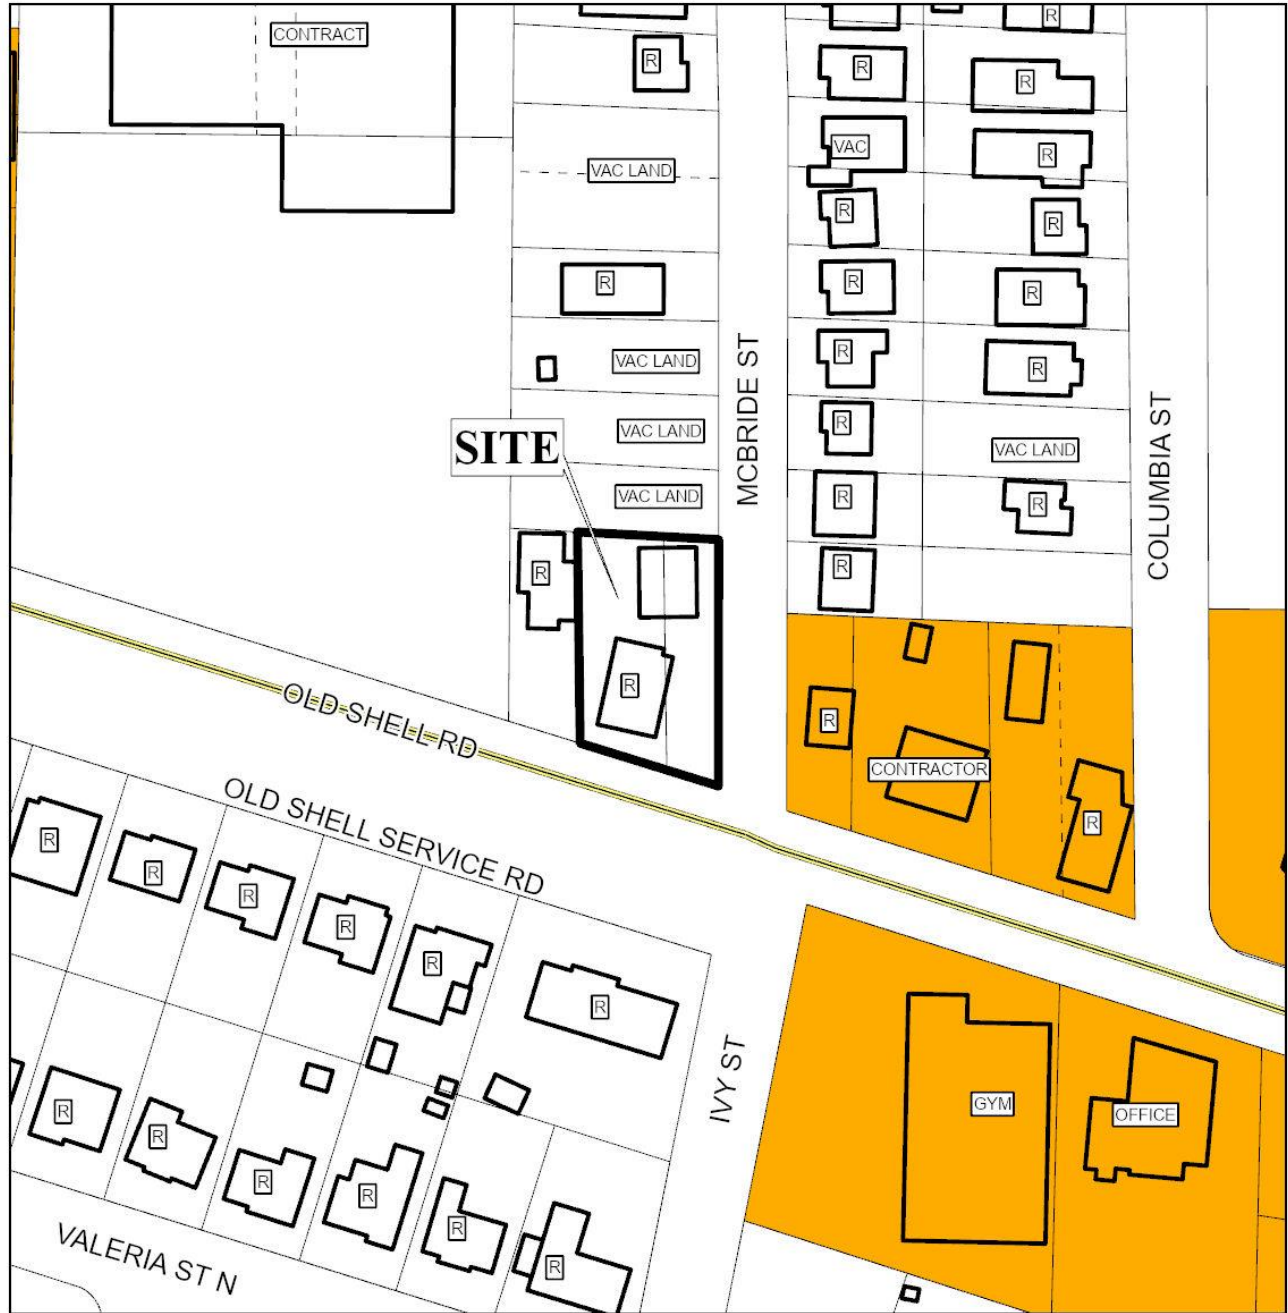 CONTRACT
R
R
R
R
VAC
R
VAC LAND
R
R
R
R
R
R
R
VAC LAND
R
MCBRIDE ST
COLUMBIA ST
VAC LAND
R
SITE
VAC LAND
VAC LAND
R
R
R
R
R
OLD SHELL RD
R
CONTRACTOR
R
OLD SHELL SERVICE RD
R
R
R
R
R
R
IVY ST
GYM
OFFICE
R
R
R
R
R
R
VALERIA ST N